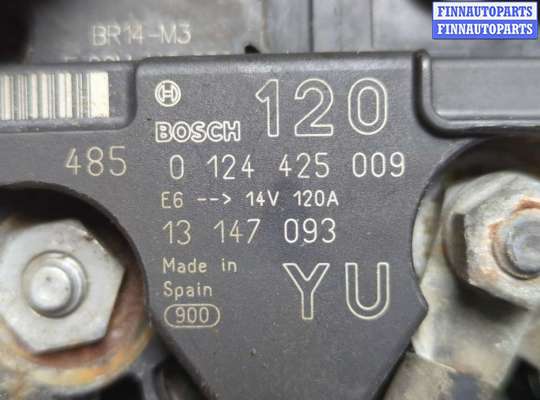 FINNAUTOPARTS
FINNAUTOPARTS
BR14-M3
BOSCH 120
485 0 124 425 009
E6 --> 14V 120A
13 147 093
Made in
Spain
YU
900